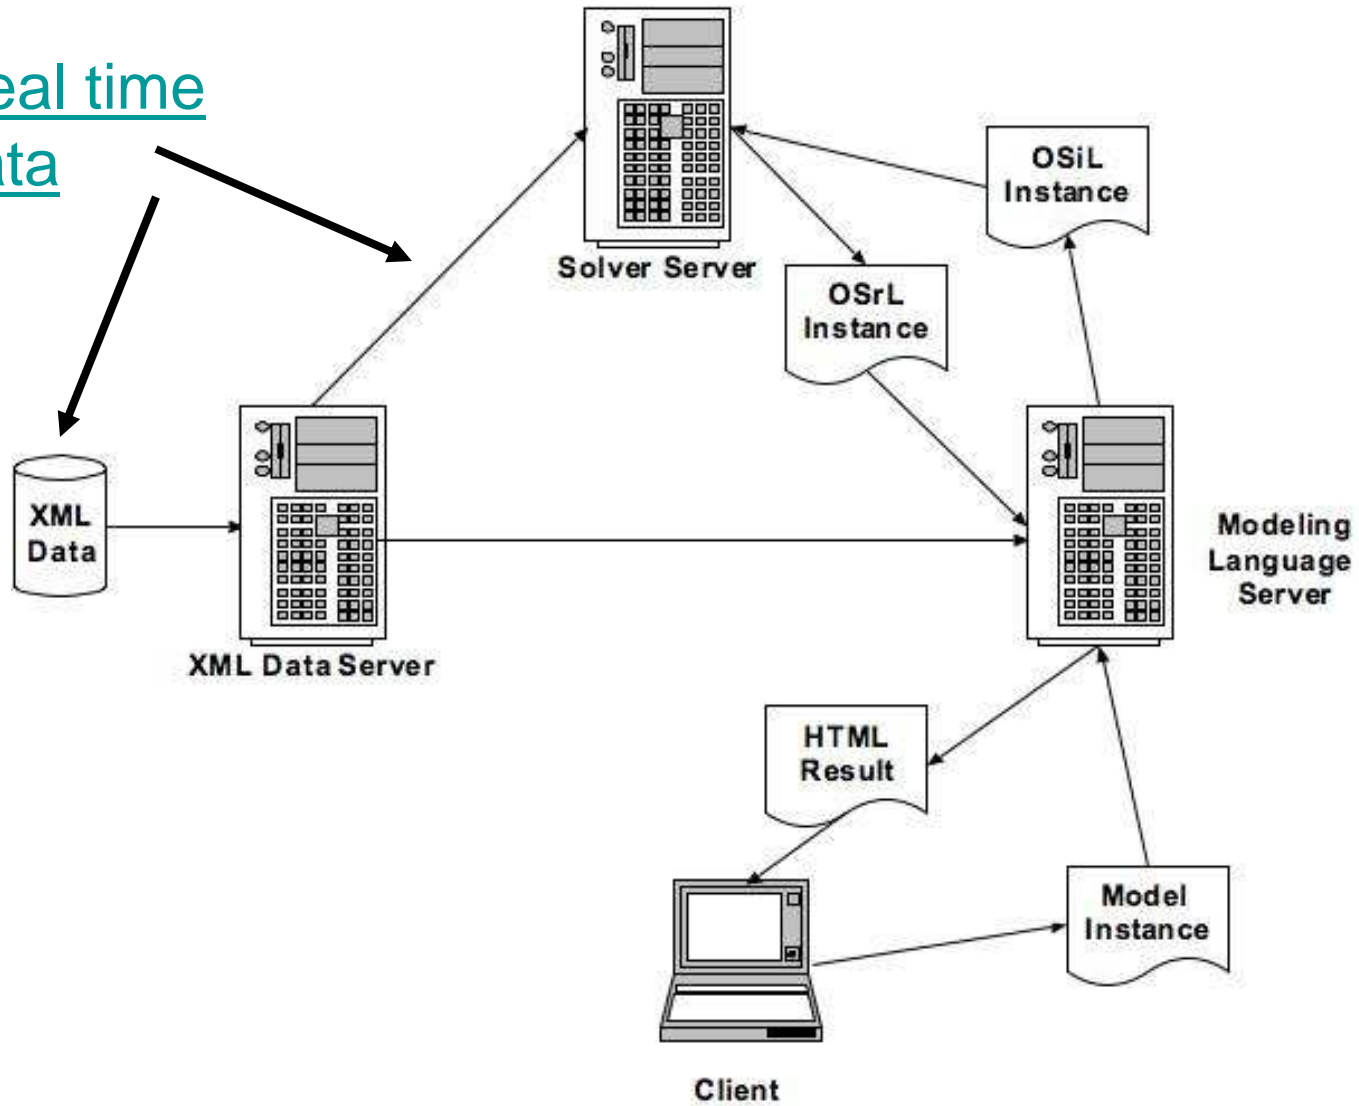 eal time
ata
Solver Server
OSiL
Instance
OSrL
Instance
XML
Data
XML Data Server
Modeling
Language
Server
HTML
Result
Model
Instance
Client